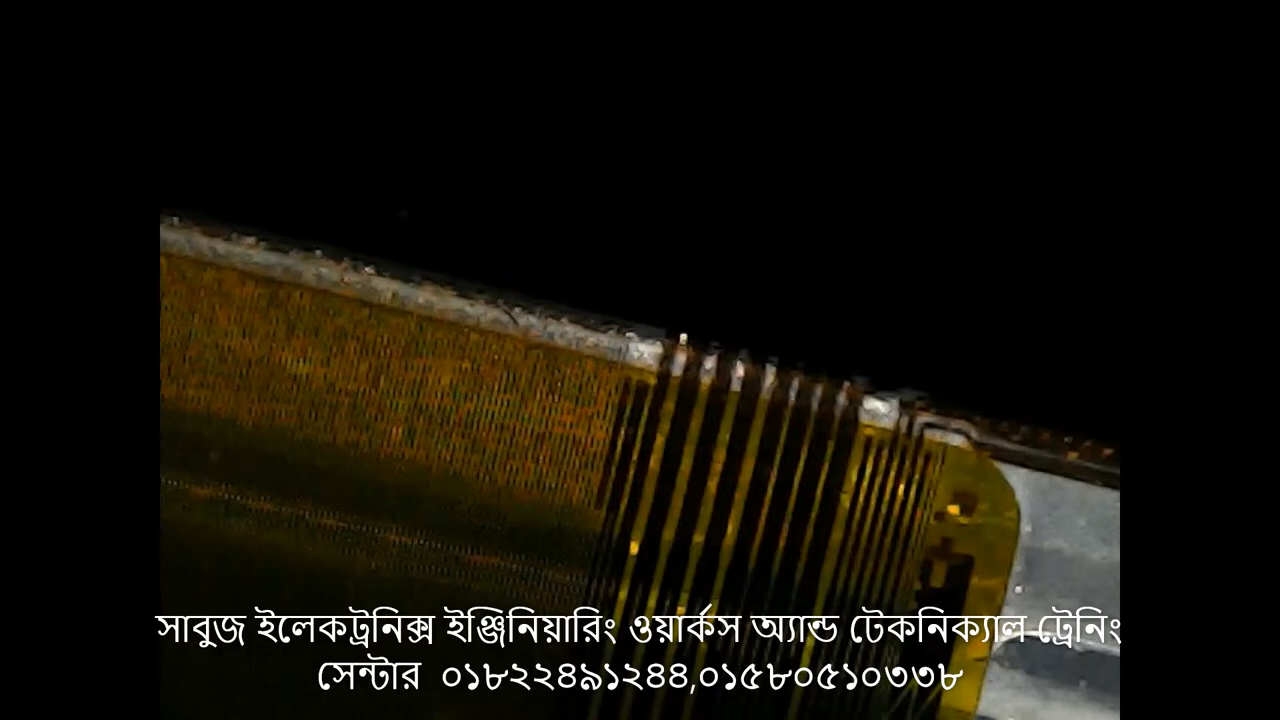 সাবুজ ইলেকট্রনিক্স ইঞ্জিনিয়ারিং ওয়ার্কস অ্যান্ড টেকনিক্যাল ট্রেনিং
সেন্টার ০১৮২২৪৯১২৪৪,০১৫৮০৫১০৩৩৮